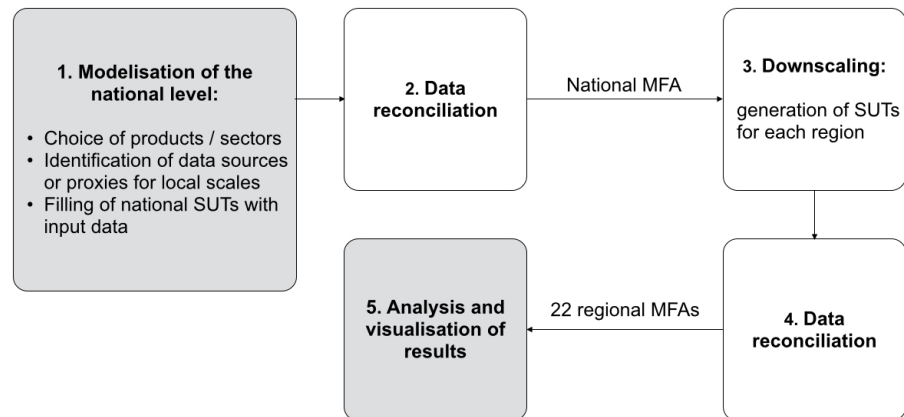 1. Modelisation of the
national level:
• Choice of products / sectors
• Identification of data sources
or proxies for local scales
• Filling of national SUTs with
input data
2. Data
reconciliation
National MFA
3. Downscaling:
generation of SUTs
for each region
4. Data
reconciliation
22 regional MFAs
5. Analysis and
visualisation of
results